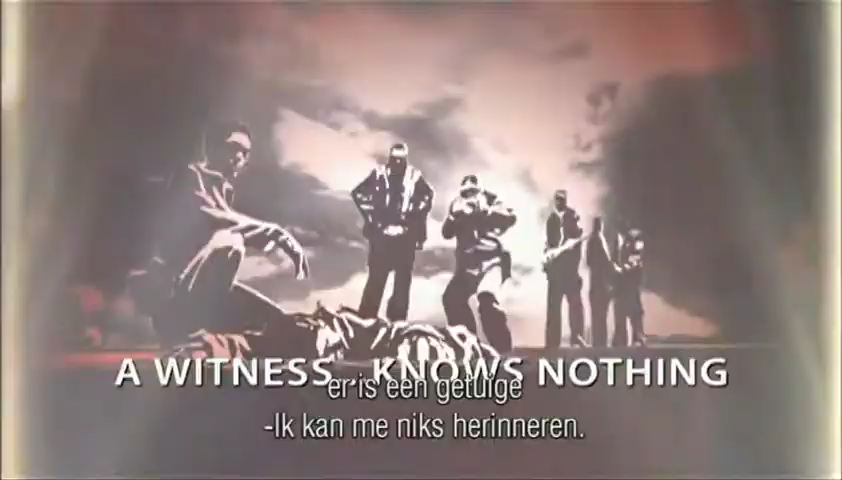 A WITNESS... KNOWS NOTHING
er is een getuige
-Ik kan me niks herinneren.